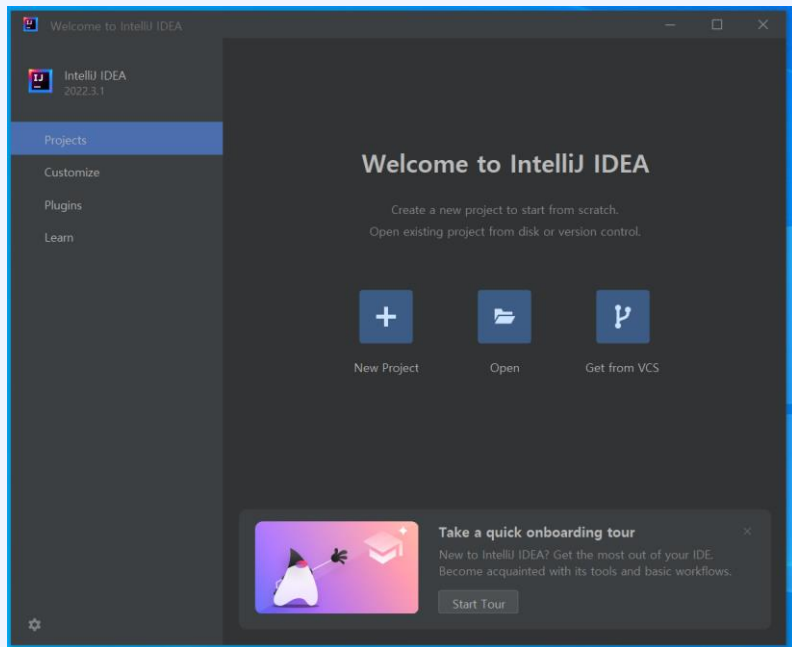 Welcome to IntelliJ IDEA
IntelliJ IDEA
2022.3.1
Projects
Customize
Plugins
Learn
Welcome to IntelliJ IDEA
Create a new project to start from scratch.
Open existing project from disk or version control.
New Project
Open
Get from VCS
Take a quick onboarding tour
New to IntelliJ IDEA? Get the most out of your IDE.
Become acquainted with its tools and basic workflows.
Start Tour